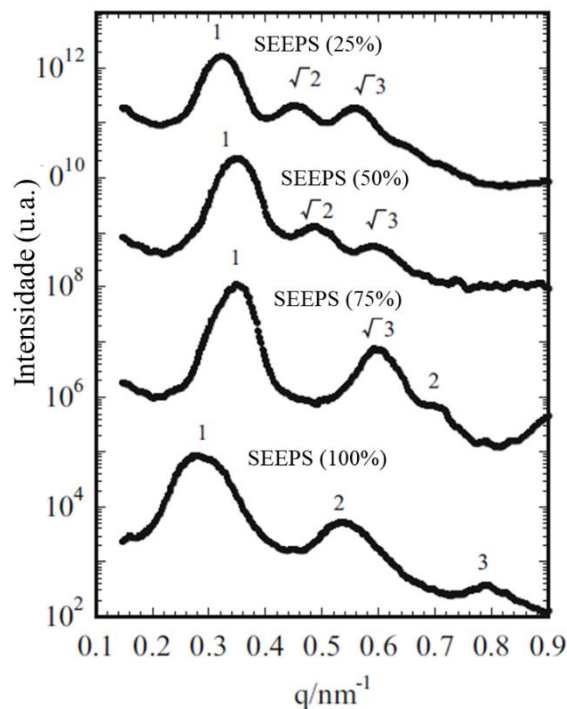 1
SEEPS (25%)
√2
√3
1
SEEPS (50%)
√2
√3
1
SEEPS (75%)
√3
2
1
SEEPS (100%)
2
3
Intensidade (u.a.)
10¹²
10¹⁰
10⁸
10⁶
10⁴
10²
0.1 0.2 0.3 0.4 0.5 0.6 0.7 0.8 0.9
q/nm⁻¹